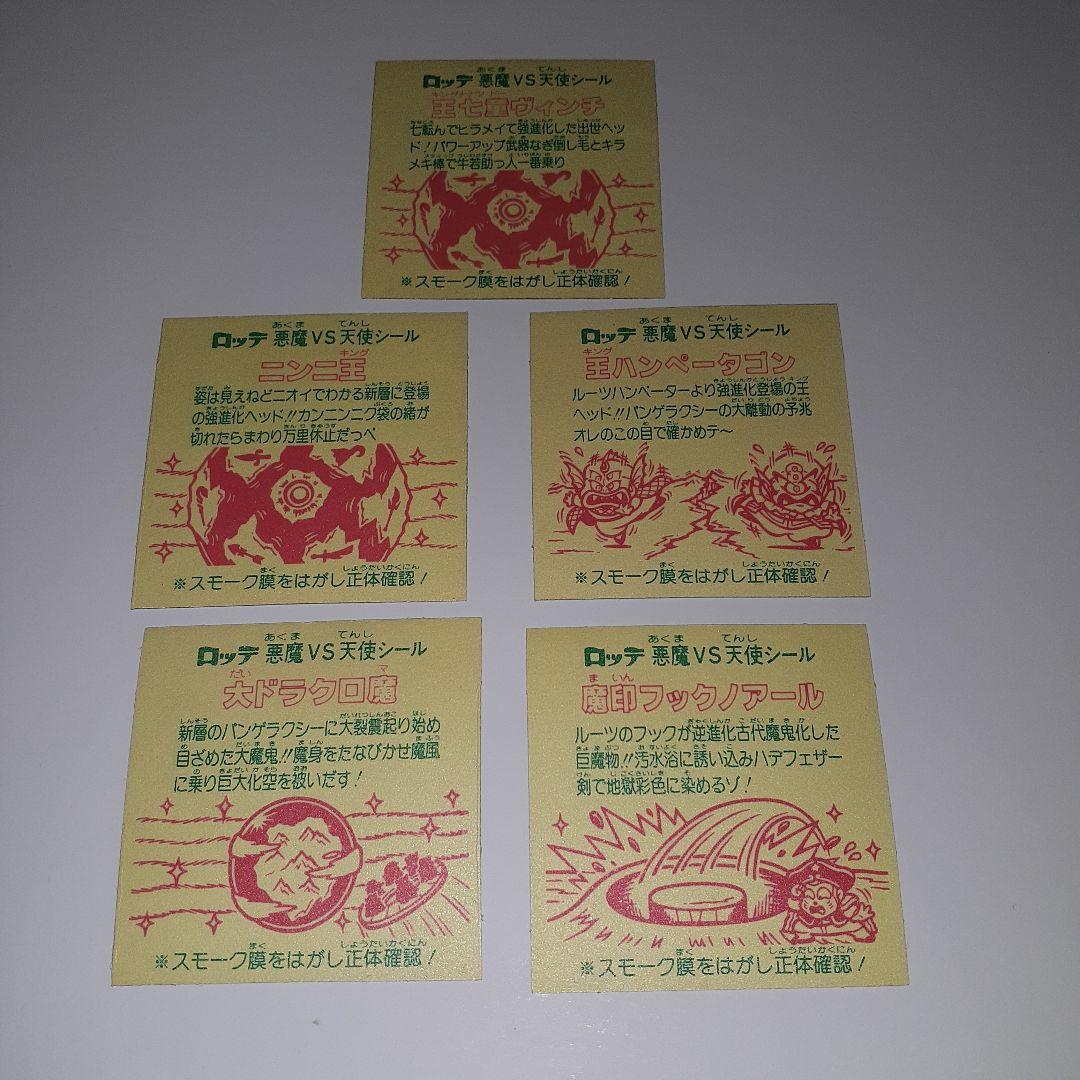 ロッテ 悪魔VS天使シール
王七童ヴィンチ
七転んでヒラメイて強進化した出世ヘッ
ド!パワーアップ武器なぎ倒し毛とキラ
メキ棒で牛若助っ人一番乗り
※スモーク膜をはがし正体確認!
ロッテ 悪魔VS天使シール
ニンニ王
姿は見えねどニオイでわかる新層に登場
の強進化ヘッド!!カンニンニク袋の緒が
切れたらまわり万里休止だっペ
※スモーク膜をはがし正体確認!
ロッテ 悪魔VS天使シール
王ハンペータゴン
ルーツハンペーターより強進化登場の王
ヘッド!!パンゲラクシーの大離動の予兆
オレのこの目で確かめテ〜
※スモーク膜をはがし正体確認!
ロッテ 悪魔VS天使シール
大ドラクロ魔
新層のパンゲラクシーに大裂震起り始め
目ざめた大魔鬼!!魔身をたなびかせ魔風
に乗り巨大化空を被いだす!
※スモーク膜をはがし正体確認!
ロッテ 悪魔VS天使シール
魔印フックノアール
ルーツのフックが逆進化古代魔鬼化した
巨魔物!!汚水浴に誘い込みハデフェザー
剣で地獄彩色に染めるゾ!
※スモーク膜をはがし正体確認!